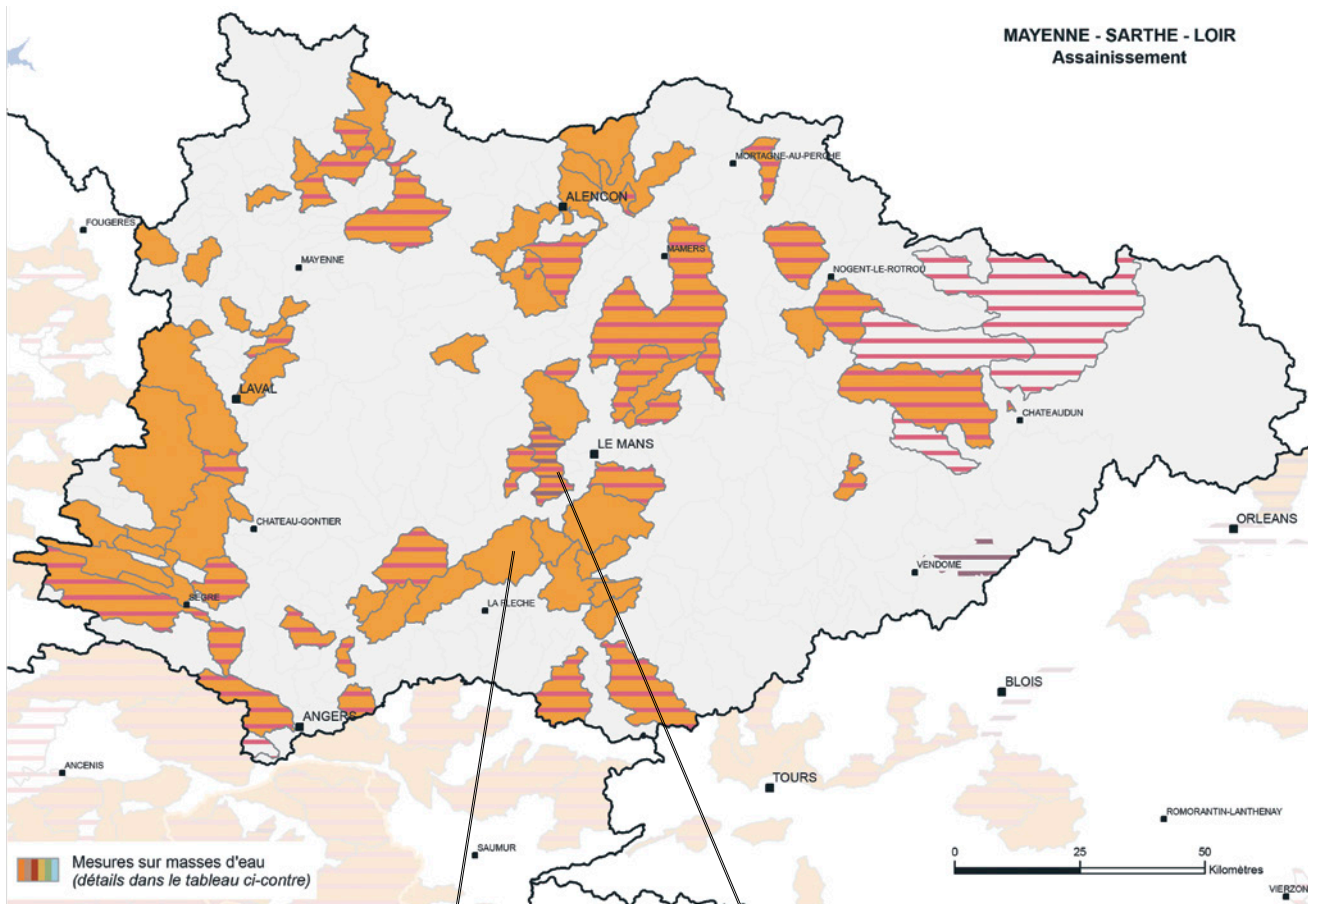 MAYENNE - SARTHE - LOIR
Assainissement
MORTAGNE-AU-PERCHE
ALENCON
FOUGERES
MAYENNE
MAMERS
NOGENT-LE-ROTROU
LAVAL
CHATEAUDUN
LE MANS
CHATEAU-GONTIER
ORLEANS
VENDOME
SEGRE
LA FLECHE
BLOIS
ANGERS
ANCENIS
TOURS
ROMORANTIN-LANTHENAY
SAUMUR
Mesures sur masses d'eau
(détails dans le tableau ci-contre)
0 25 50
Kilomètres
VIERZON